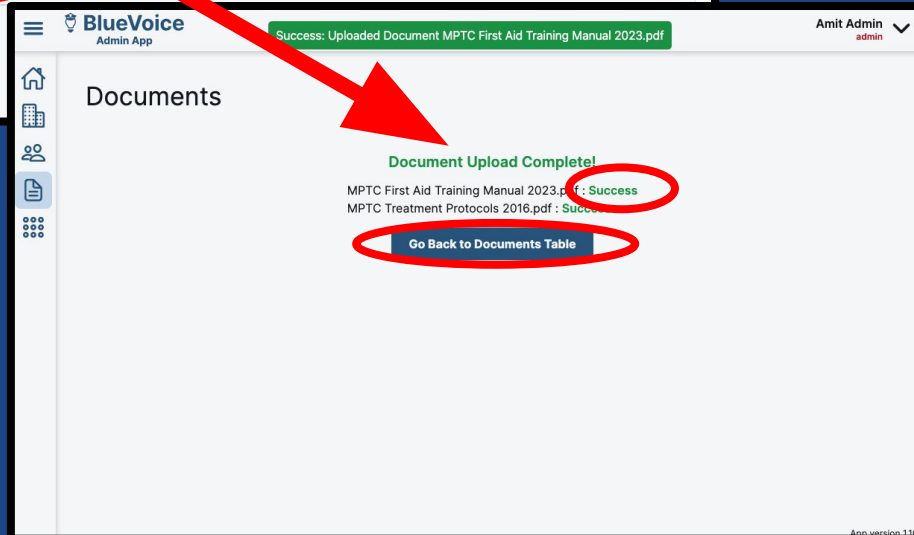 BlueVoice
Admin App
Success: Uploaded Document MPTC First Aid Training Manual 2023.pdf
Amit Admin
admin
Documents
Document Upload Complete!
MPTC First Aid Training Manual 2023.pdf : Success
MPTC Treatment Protocols 2016.pdf : Success
Go Back to Documents Table
App version